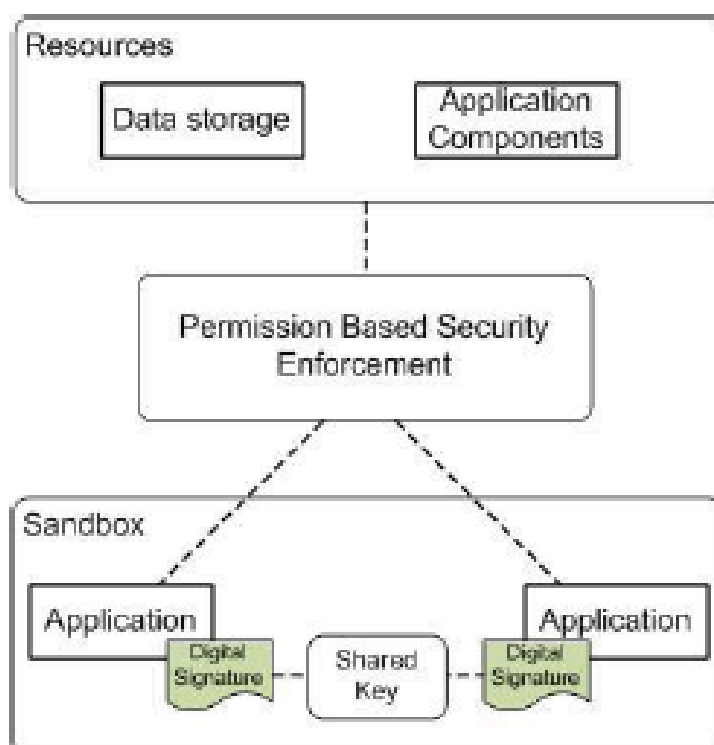 Resources
Data storage
Application
Components
Permission Based Security
Enforcement
Sandbox
Application
Digital
Signature
Shared
Key
Application
Digital
Signature